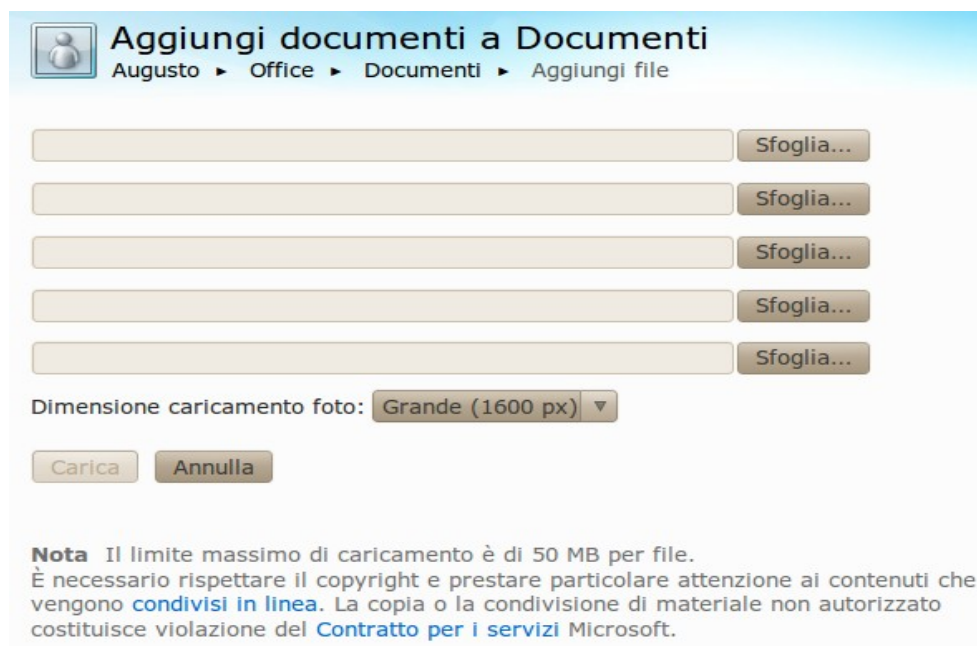 Aggiungi documenti a Documenti
Augusto ► Office ► Documenti ► Aggiungi file
Sfoglia...
Sfoglia...
Sfoglia...
Sfoglia...
Sfoglia...
Dimensione caricamento foto: Grande (1600 px)
Carica Annulla
Nota Il limite massimo di caricamento è di 50 MB per file.
È necessario rispettare il copyright e prestare particolare attenzione ai contenuti che
vengono condivisi in linea. La copia o la condivisione di materiale non autorizzato
costituisce violazione del Contratto per i servizi Microsoft.